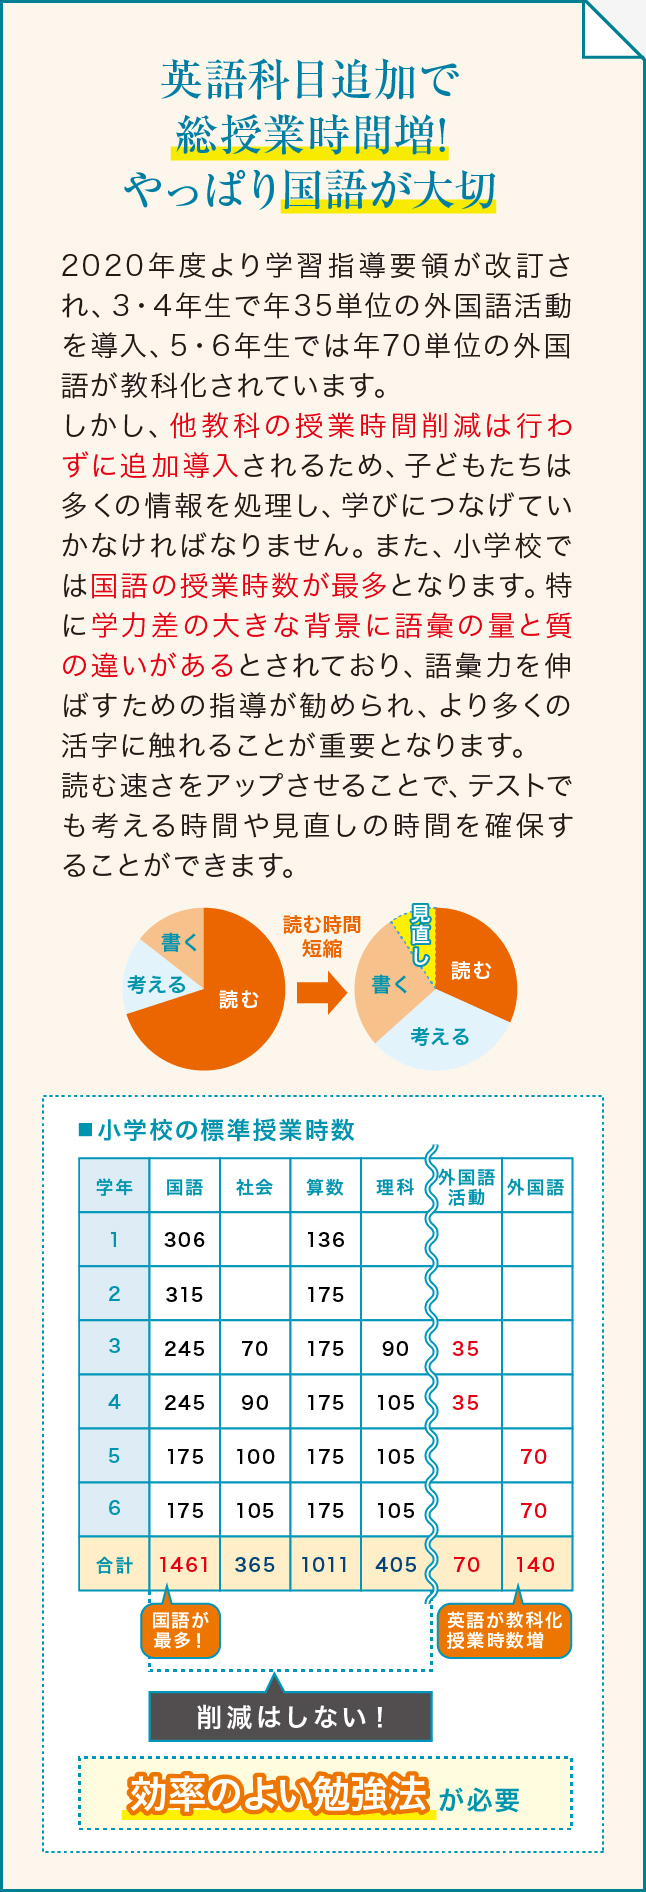 英語科目追加で
総授業時間増!
やっぱり国語が大切
2020年度より学習指導要領が改訂さ
れ、3・4年生で年35単位の外国語活動
を導入、5・6年生では年70単位の外国
語が教科化されています。
しかし、他教科の授業時間削減は行わ
ずに追加導入されるため、子どもたちは
多くの情報を処理し、学びにつなげてい
かなければなりません。また、小学校で
は国語の授業時数が最多となります。特
に学力差の大きな背景に語彙の量と質
の違いがあるとされており、語彙力を伸
ばすための指導が勧められ、より多くの
活字に触れることが重要となります。
読む速さをアップさせることで、テストで
も考える時間や見直しの時間を確保す
ることができます。
書く
考える
読む
読む時間
短縮
見直し
読む
書く
考える
■小学校の標準授業時数
学年 国語 社会 算数 理科 外国語活動 外国語
1 306 136
2 315 175
3 245 70 175 90 35
4 245 90 175 105 35
5 175 100 175 105 70
6 175 105 175 105 70
合計 1461 365 1011 405 70 140
国語が
最多!
英語が教科化
授業時数増
削減はしない!
効率のよい勉強法が必要